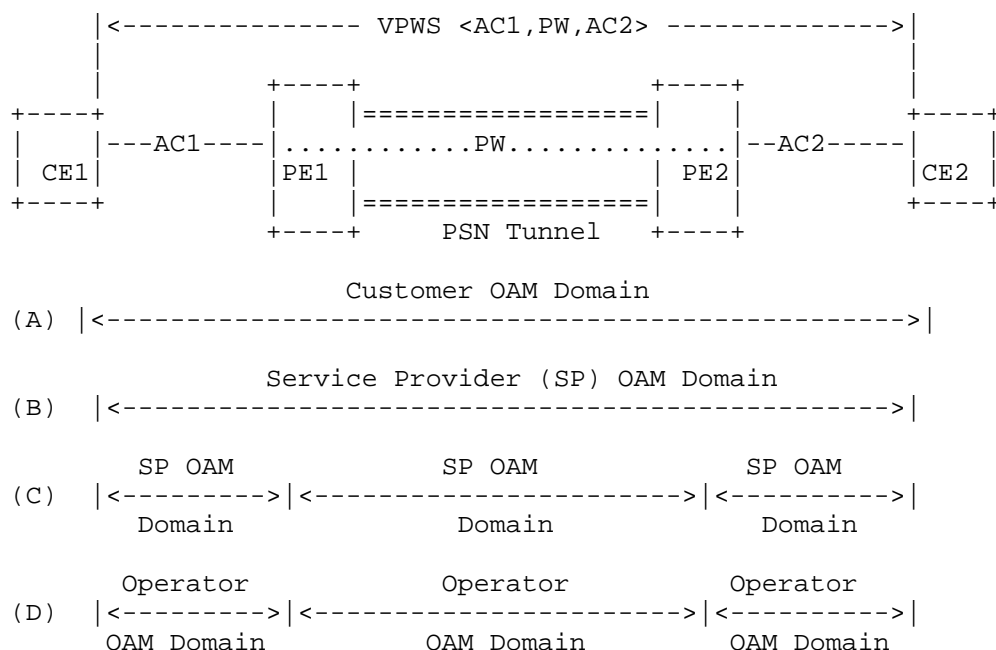 |<--------------- VPWS <AC1,PW,AC2> -------------->|
|                                                  |
|                                                  |
|          +----+                  +----+          |
+----+          |    |==================|    |          +----+
|    |---AC1----|............PW..............|--AC2-----|    |
| CE1|          |PE1 |                  | PE2|          |CE2 |
+----+          |    |==================|    |          +----+
+----+     PSN Tunnel   +----+
Customer OAM Domain
(A) |<-------------------------------------------------->|
Service Provider (SP) OAM Domain
(B)  |<------------------------------------------------>|
SP OAM             SP OAM             SP OAM
(C)  |<--------->|<----------------------->|<---------->|
Domain              Domain             Domain
Operator            Operator          Operator
(D)  |<--------->|<----------------------->|<---------->|
OAM Domain          OAM Domain         OAM Domain